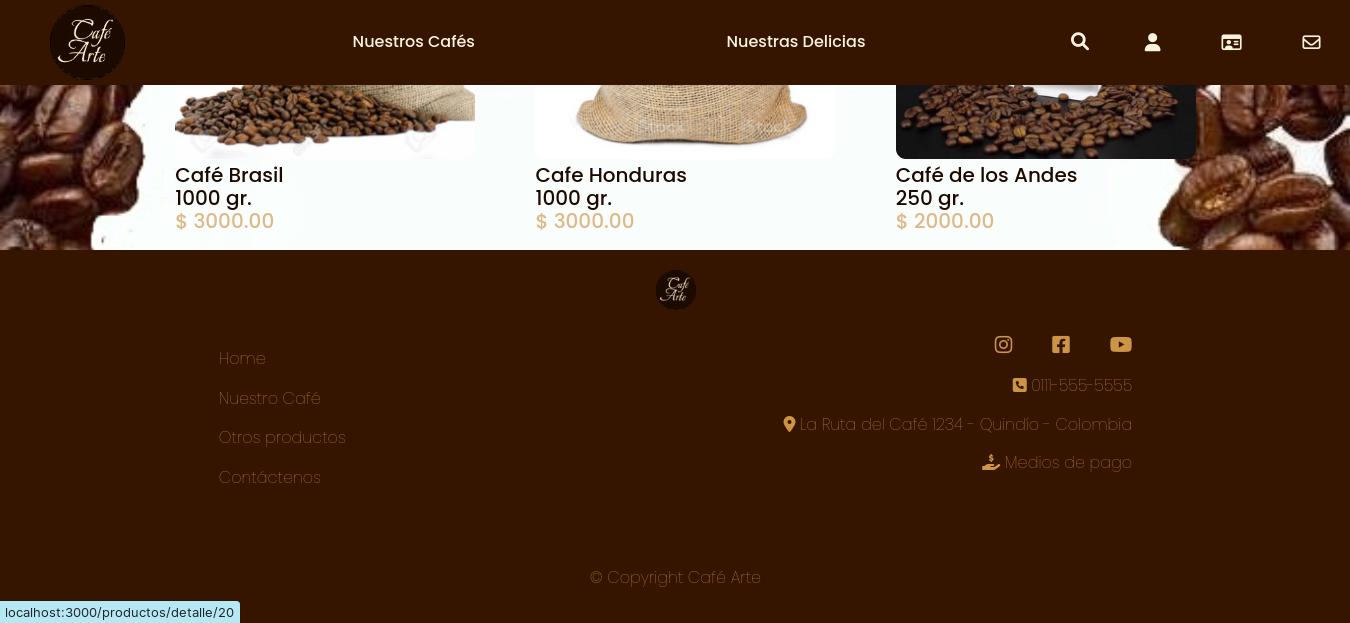 Café
Arte
Nuestros Cafés
Nuestras Delicias
iStock
iStock
Café Brasil
1000 gr.
$ 3000.00
Cafe Honduras
1000 gr.
$ 3000.00
Café de los Andes
250 gr.
$ 2000.00
Café
Arte
Home
Nuestro Café
Otros productos
Contáctenos
0111-555-5555
La Ruta del Café 1234 - Quindío - Colombia
Medios de pago
© Copyright Café Arte
localhost:3000/productos/detalle/20